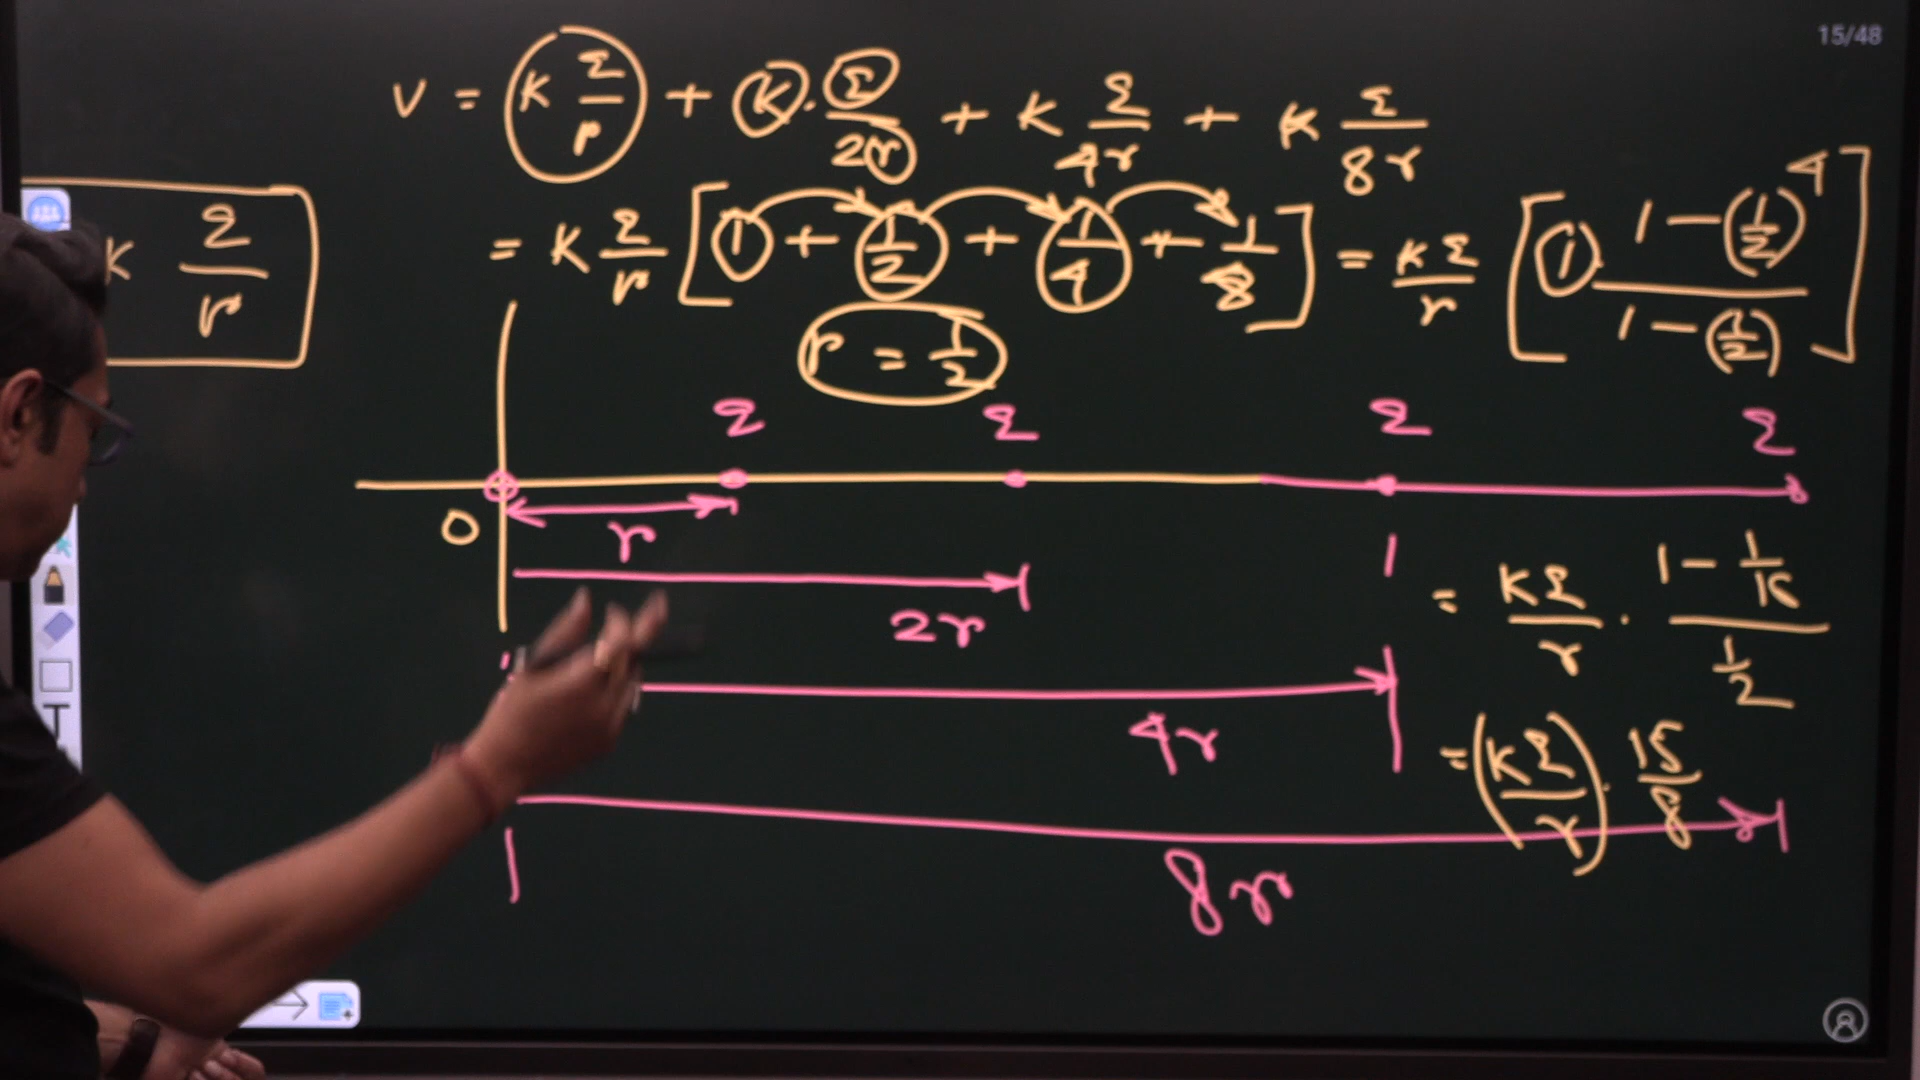 15/48
V = K q/r + K · q/2r + K q/4r + K q/8r
K q/r
= K q/r [1 + 1/2 + 1/4 + 1/8] = Kq/r [1 · (1 - (1/2)^4)/(1 - (1/2))]
r = 1/2
q q q q
0
r
2r
= Kq/r · (1 - 1/16)/(1/2)
4r
= (Kq/r) · 15/8
8r
T